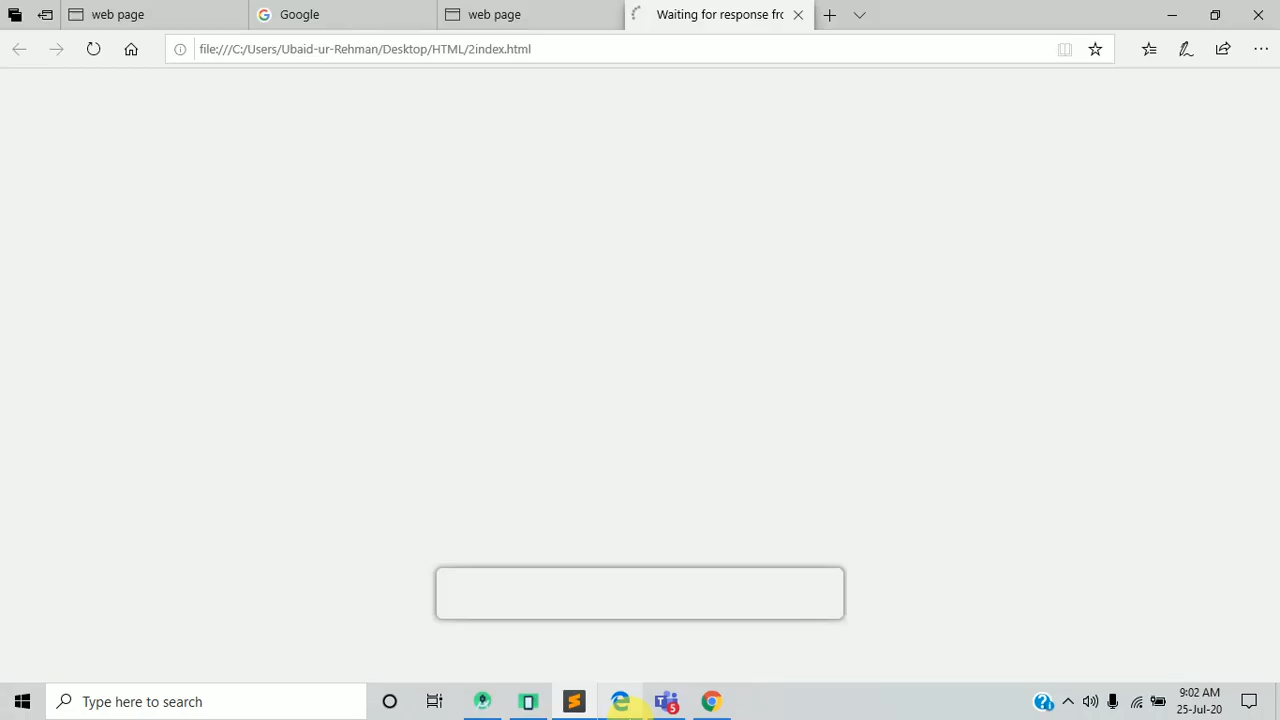 web page
Google
web page
Waiting for response fro
file:///C:/Users/Ubaid-ur-Rehman/Desktop/HTML/2index.html
Type here to search
5
9:02 AM
25-Jul-20